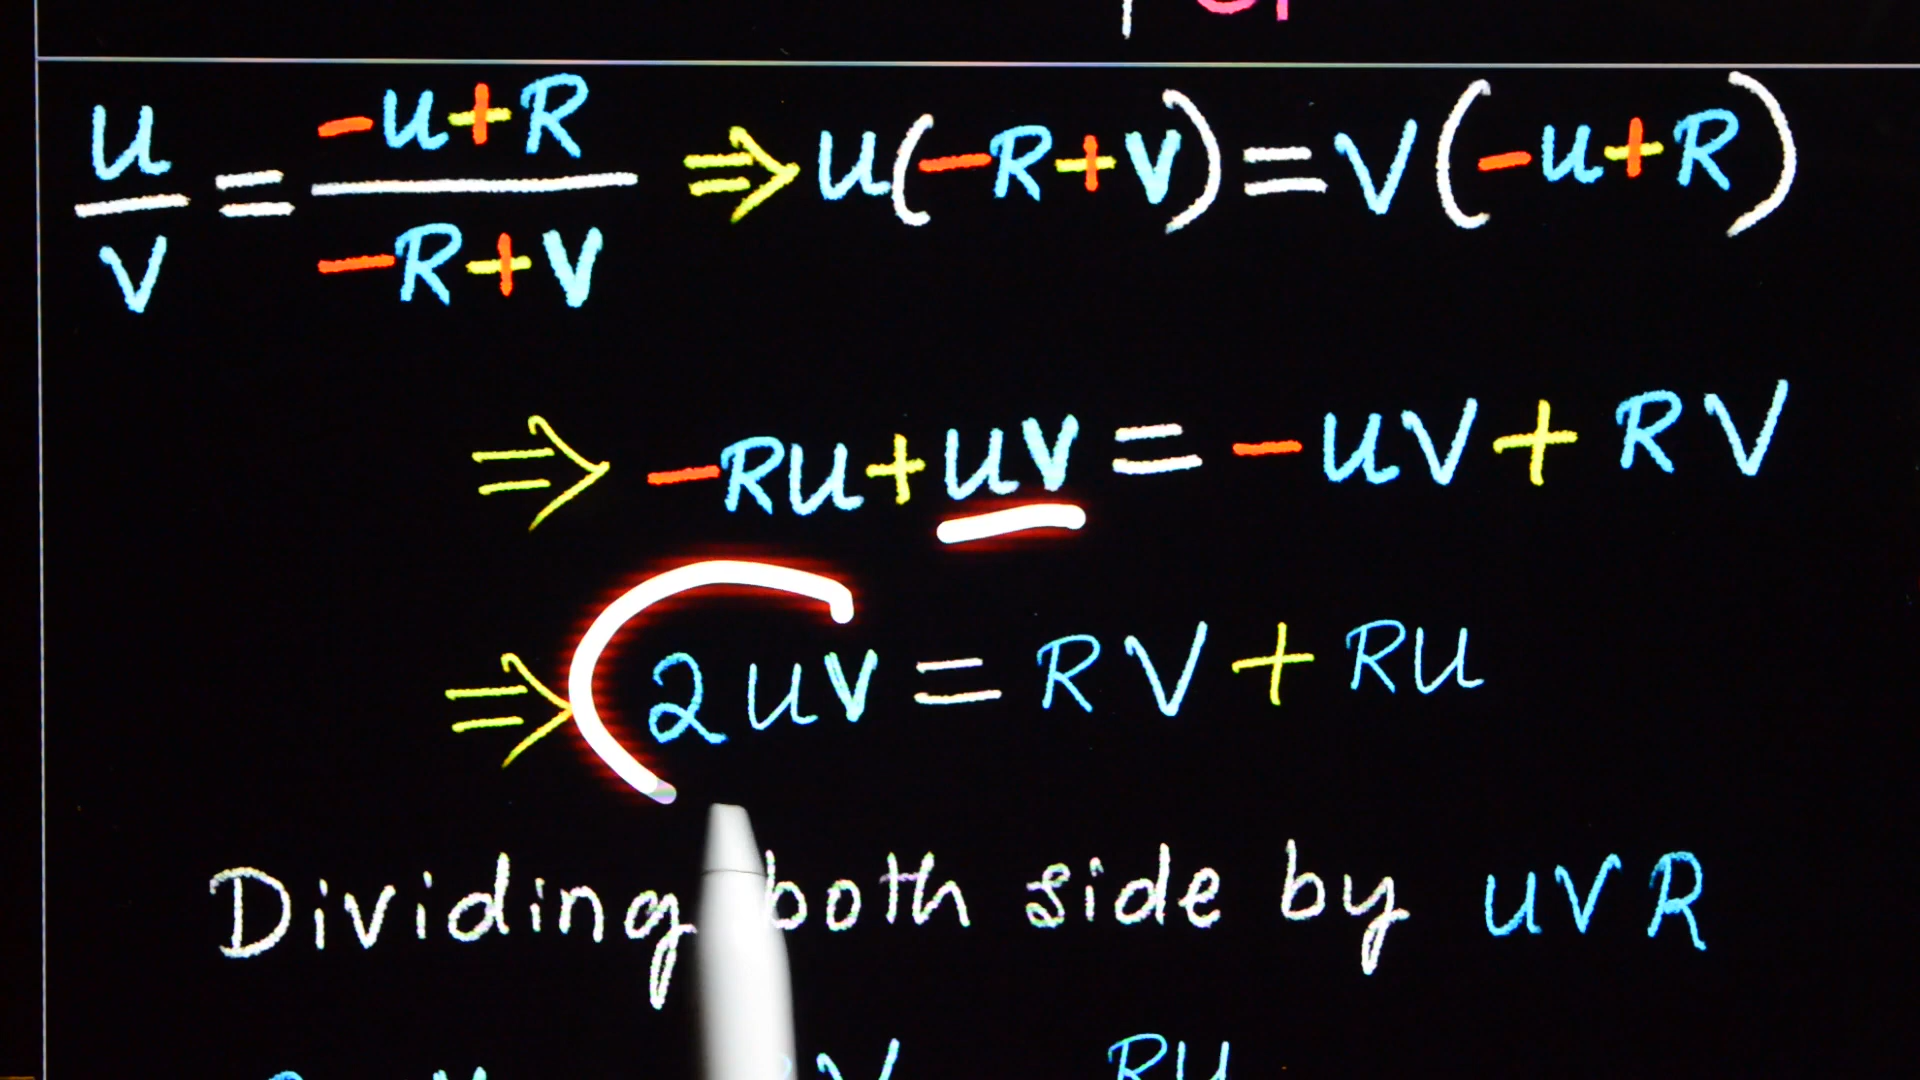 u/v = -u+R/-R+v ⇒ u(-R+v) = v(-u+R)
⇒ -Ru+uv = -uv+Rv
⇒ 2uv = Rv+Ru
Dividing both side by uvR